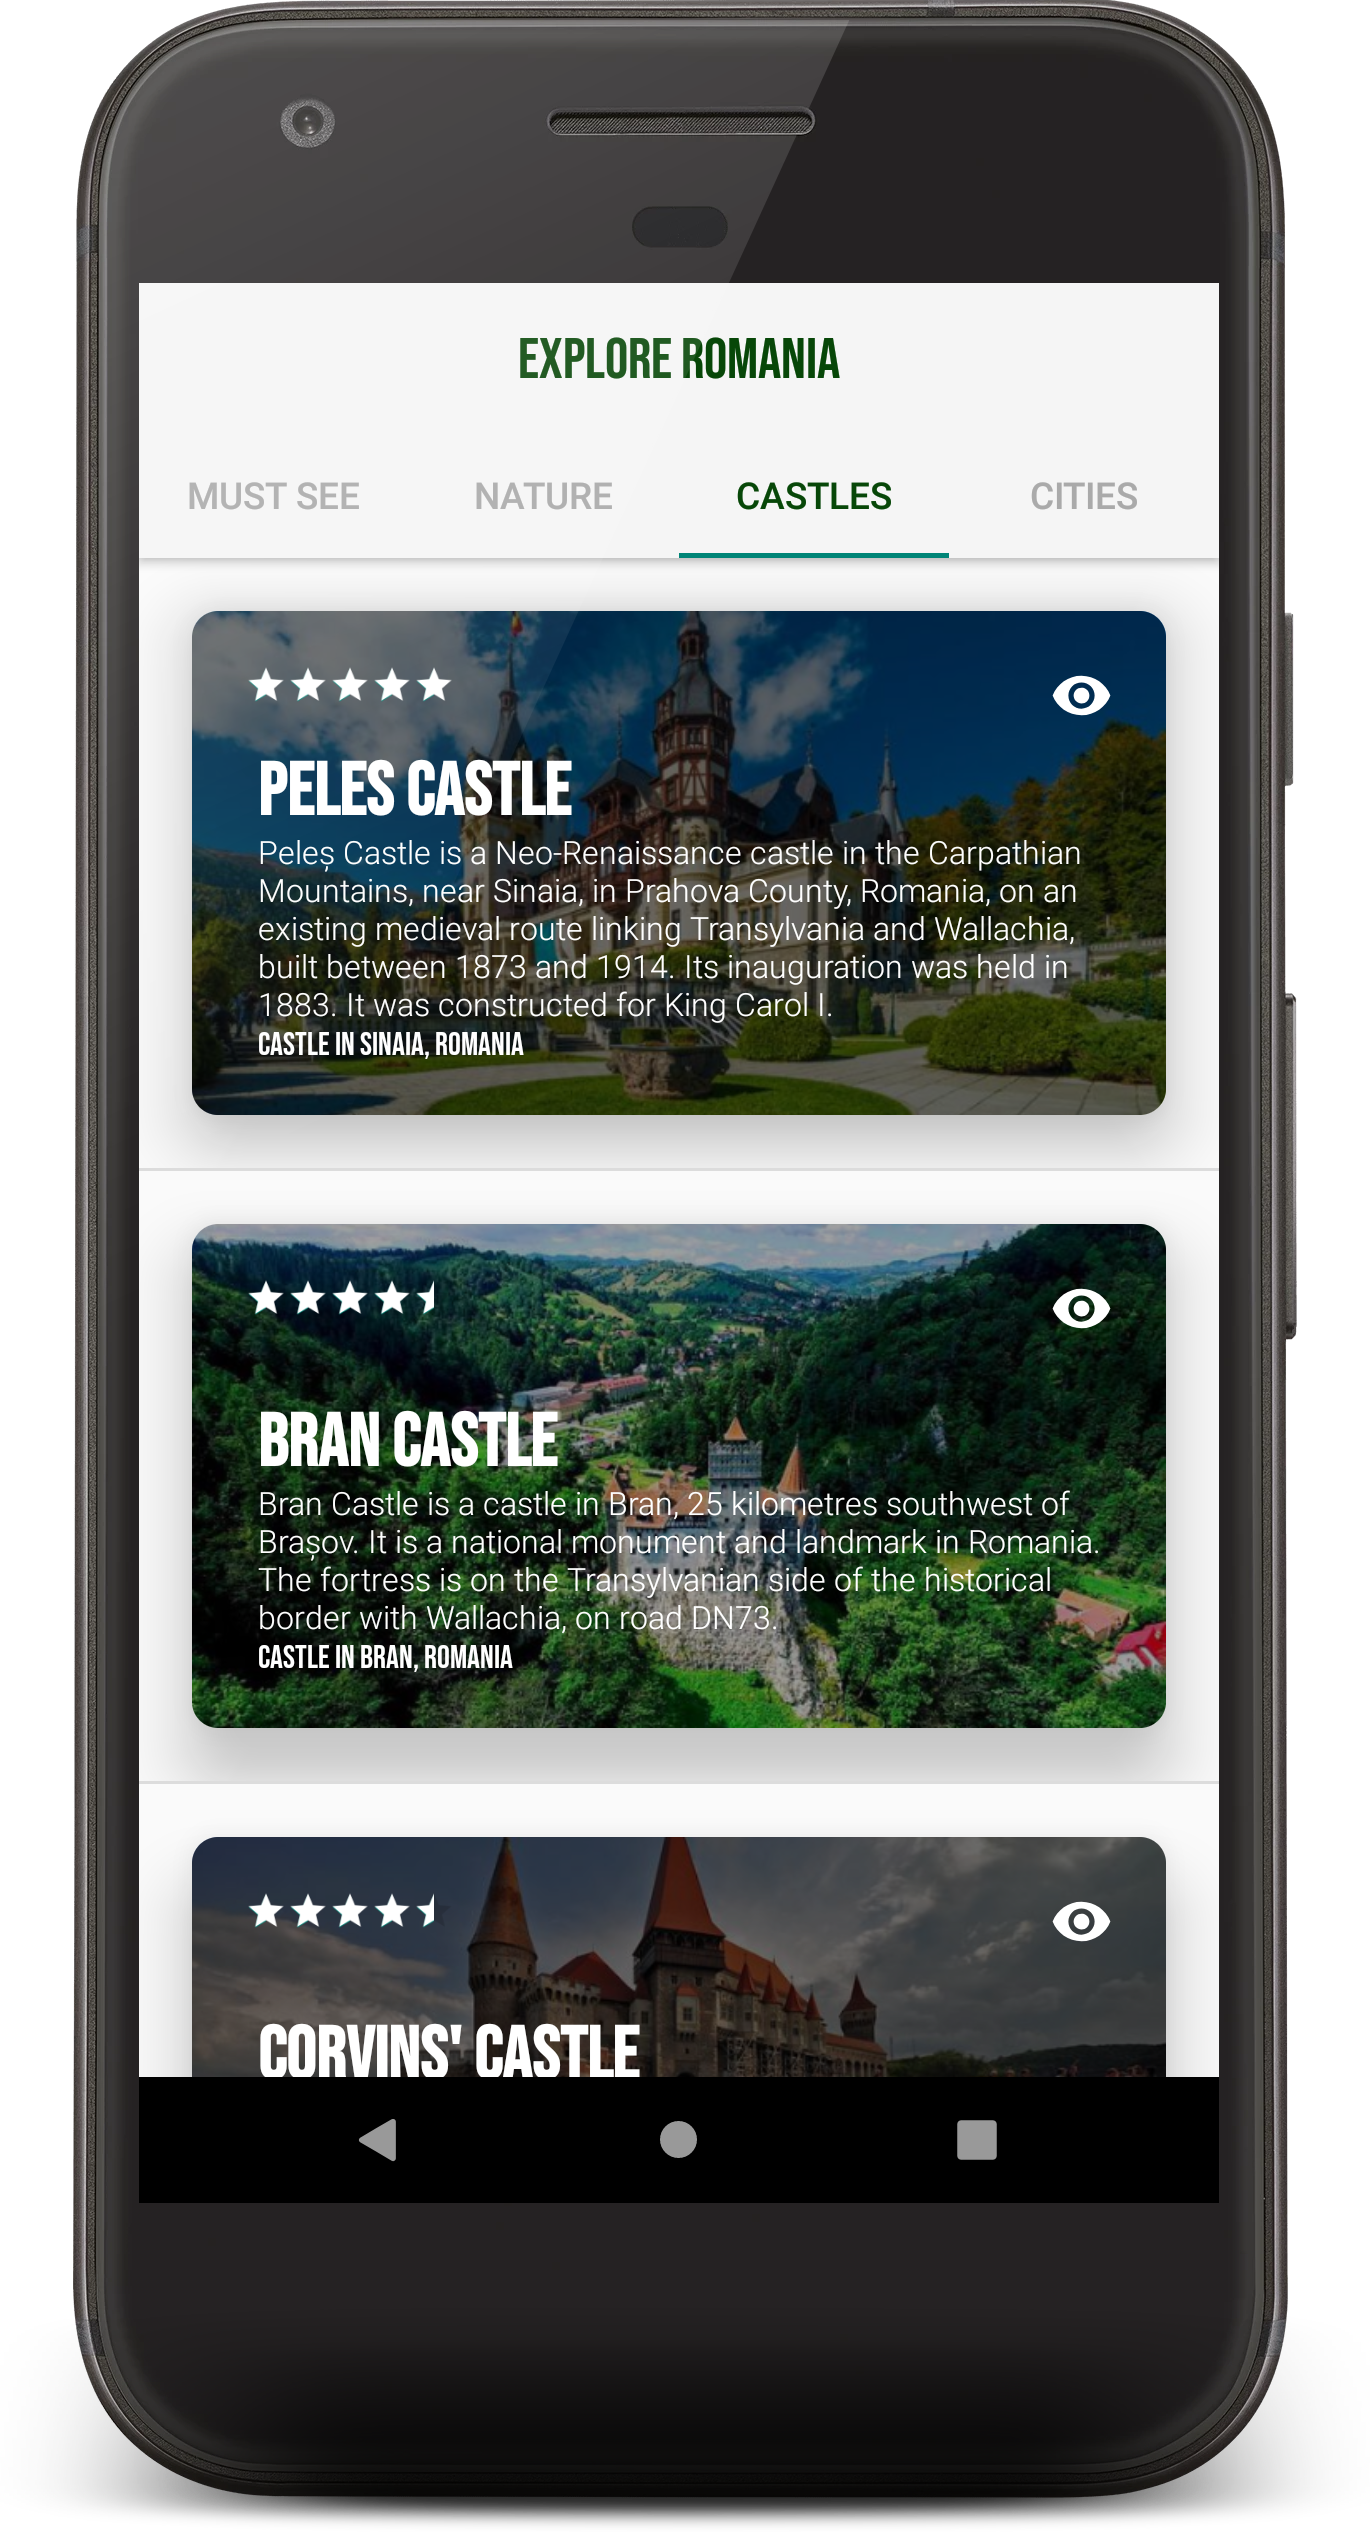 EXPLORE ROMANIA
MUST SEE NATURE CASTLES CITIES
PELES CASTLE
Peleș Castle is a Neo-Renaissance castle in the Carpathian
Mountains, near Sinaia, in Prahova County, Romania, on an
existing medieval route linking Transylvania and Wallachia,
built between 1873 and 1914. Its inauguration was held in
1883. It was constructed for King Carol I.
CASTLE IN SINAIA, ROMANIA
BRAN CASTLE
Bran Castle is a castle in Bran, 25 kilometres southwest of
Brașov. It is a national monument and landmark in Romania.
The fortress is on the Transylvanian side of the historical
border with Wallachia, on road DN73.
CASTLE IN BRAN, ROMANIA
CORVINS' CASTLE